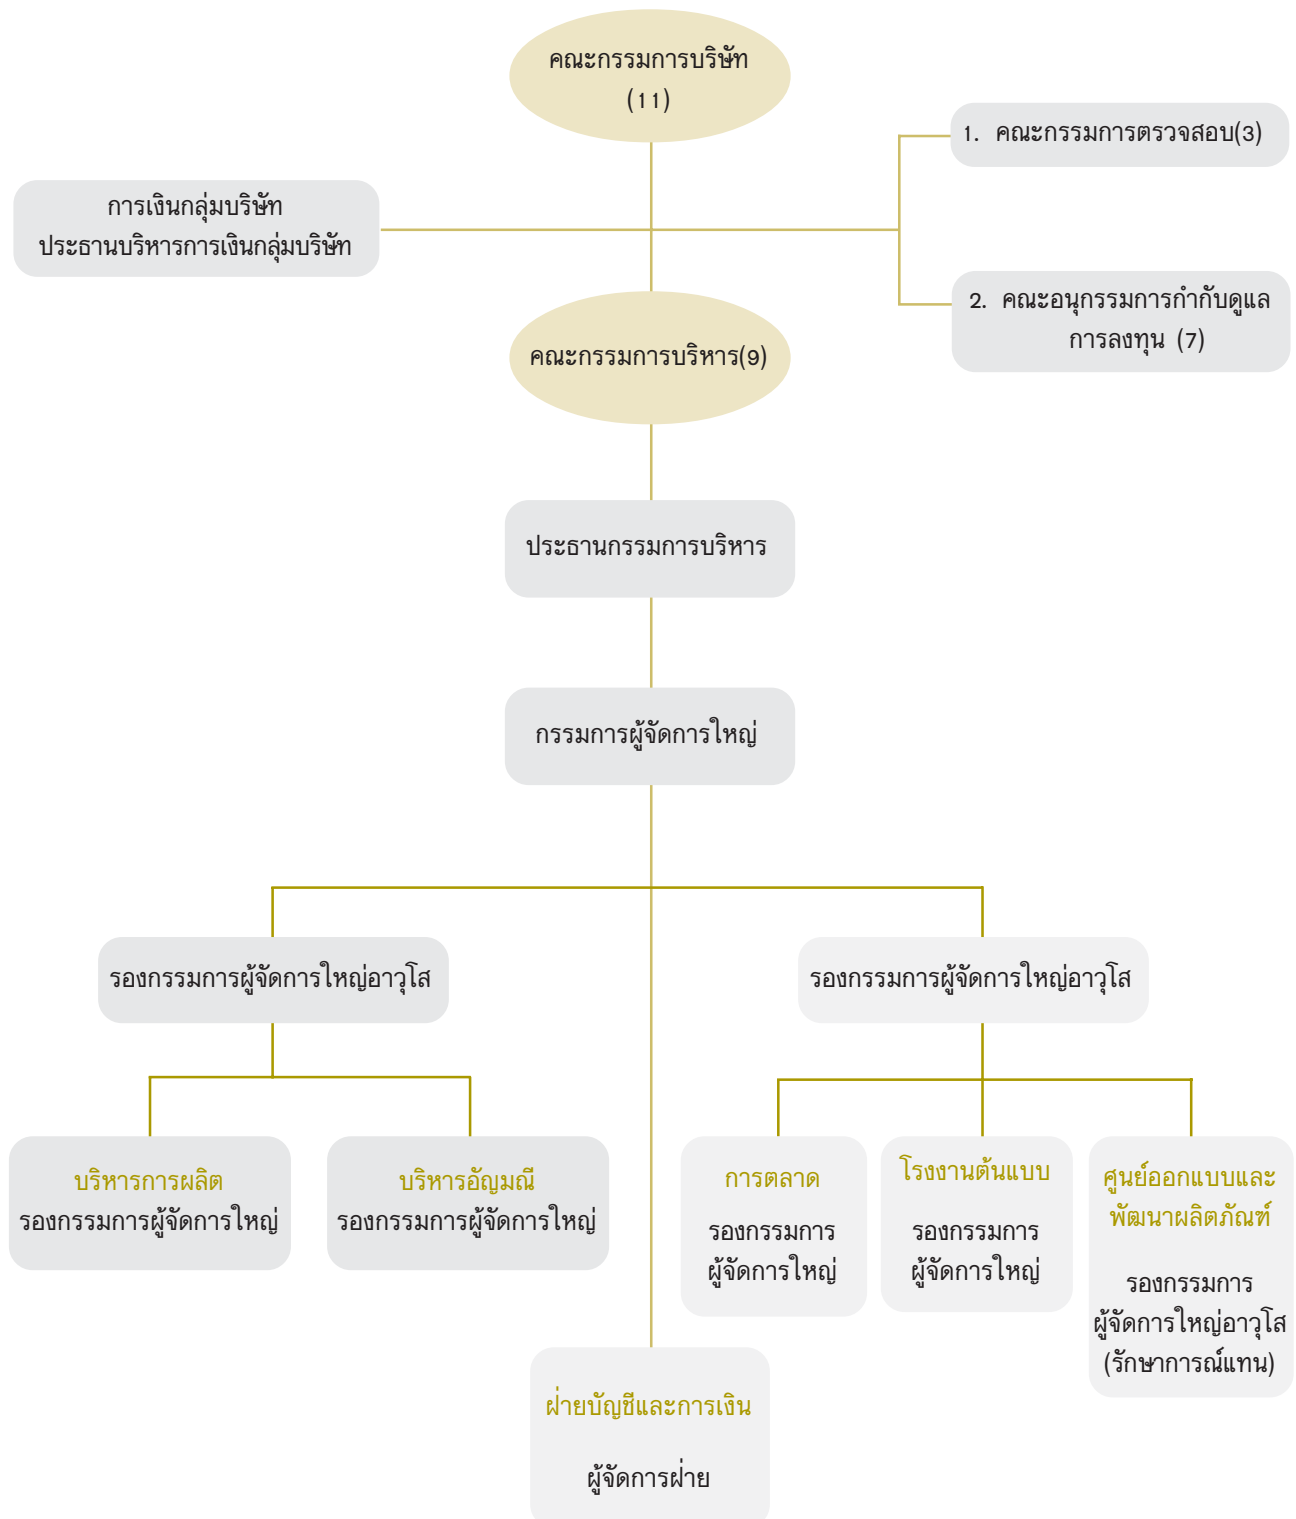 คณะกรรมการบริษัท
(11)
1. คณะกรรมการตรวจสอบ(3)
การเงินกลุ่มบริษัท
ประธานบริหารการเงินกลุ่มบริษัท
2. คณะอนุกรรมการกำกับดูแล
การลงทุน (7)
คณะกรรมการบริหาร(9)
ประธานกรรมการบริหาร
กรรมการผู้จัดการใหญ่
รองกรรมการผู้จัดการใหญ่อาวุโส
รองกรรมการผู้จัดการใหญ่อาวุโส
บริหารการผลิต
รองกรรมการผู้จัดการใหญ่
บริหารอัญมณี
รองกรรมการผู้จัดการใหญ่
การตลาด
รองกรรมการ
ผู้จัดการใหญ่
โรงงานต้นแบบ
รองกรรมการ
ผู้จัดการใหญ่
ศูนย์ออกแบบและ
พัฒนาผลิตภัณฑ์
รองกรรมการ
ผู้จัดการใหญ่อาวุโส
(รักษาการณ์แทน)
ฝ่ายบัญชีและการเงิน
ผู้จัดการฝ่าย